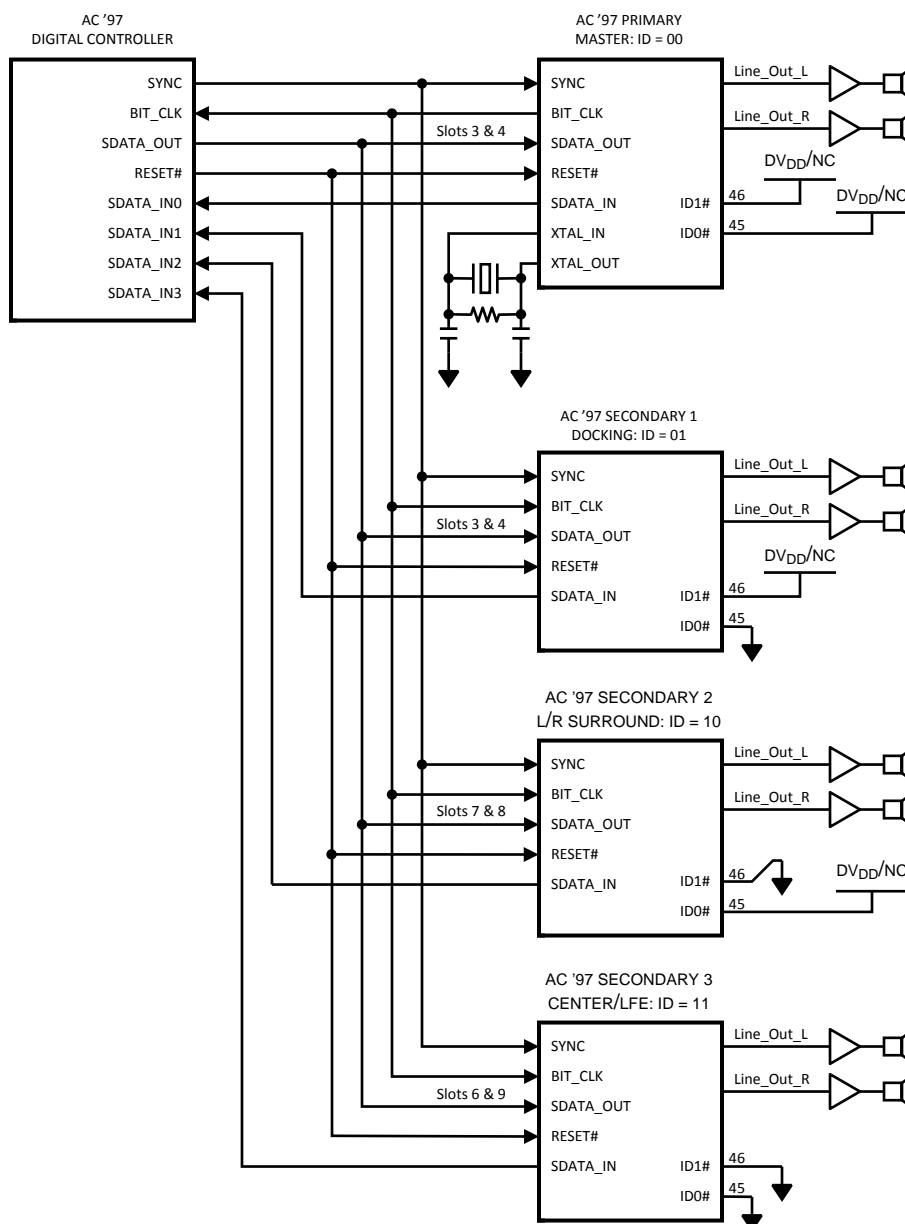 AC '97
DIGITAL CONTROLLER
SYNC
BIT_CLK
SDATA_OUT
RESET#
SDATA_IN0
SDATA_IN1
SDATA_IN2
SDATA_IN3
AC '97 PRIMARY
MASTER: ID = 00
SYNC
BIT_CLK
Slots 3 & 4
SDATA_OUT
RESET#
SDATA_IN
XTAL_IN
XTAL_OUT
ID1#
ID0#
46
45
Line_Out_L
Line_Out_R
DVDD/NC
DVDD/NC
AC '97 SECONDARY 1
DOCKING: ID = 01
SYNC
BIT_CLK
Slots 3 & 4
SDATA_OUT
RESET#
SDATA_IN
ID1#
ID0#
46
45
Line_Out_L
Line_Out_R
DVDD/NC
AC '97 SECONDARY 2
L/R SURROUND: ID = 10
SYNC
BIT_CLK
Slots 7 & 8
SDATA_OUT
RESET#
SDATA_IN
ID1#
ID0#
46
45
Line_Out_L
Line_Out_R
DVDD/NC
AC '97 SECONDARY 3
CENTER/LFE: ID = 11
SYNC
BIT_CLK
Slots 6 & 9
SDATA_OUT
RESET#
SDATA_IN
ID1#
ID0#
46
45
Line_Out_L
Line_Out_R